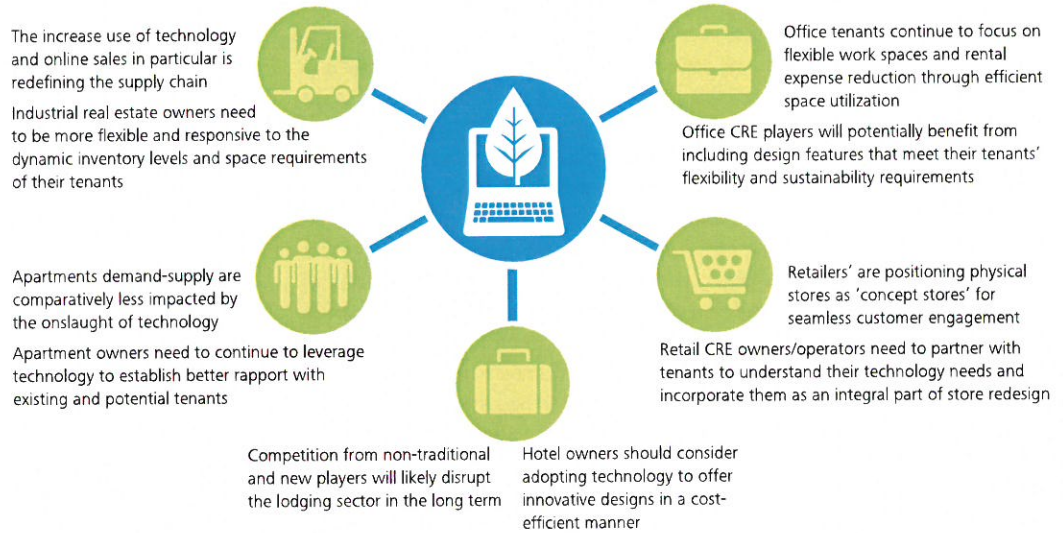 The increase use of technology
and online sales in particular is
redefining the supply chain
Industrial real estate owners need
to be more flexible and responsive to the
dynamic inventory levels and space requirements
of their tenants
Office tenants continue to focus on
flexible work spaces and rental
expense reduction through efficient
space utilization
Office CRE players will potentially benefit from
including design features that meet their tenants'
flexibility and sustainability requirements
Apartments demand-supply are
comparatively less impacted by
the onslaught of technology
Apartment owners need to continue to leverage
technology to establish better rapport with
existing and potential tenants
Retailers' are positioning physical
stores as 'concept stores' for
seamless customer engagement
Retail CRE owners/operators need to partner with
tenants to understand their technology needs and
incorporate them as an integral part of store redesign
Competition from non-traditional
and new players will likely disrupt
the lodging sector in the long term
Hotel owners should consider
adopting technology to offer
innovative designs in a cost-
efficient manner